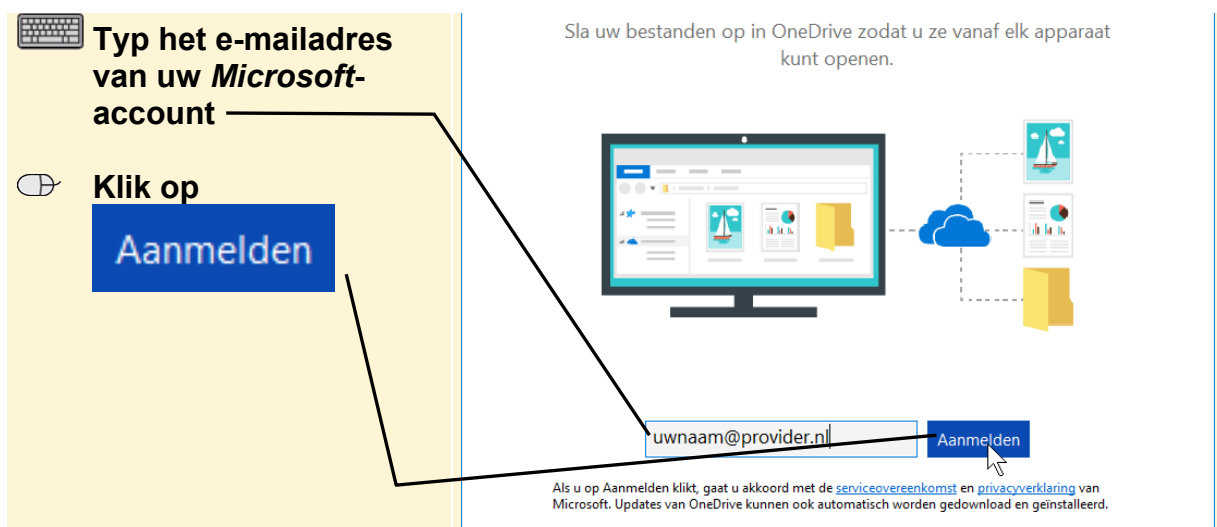 Typ het e-mailadres
van uw Microsoft-
account
Klik op
Aanmelden
Sla uw bestanden op in OneDrive zodat u ze vanaf elk apparaat
kunt openen.
uwnaam@provider.nl
Aanmelden
Als u op Aanmelden klikt, gaat u akkoord met de serviceovereenkomst en privacyverklaring van
Microsoft. Updates van OneDrive kunnen ook automatisch worden gedownload en geïnstalleerd.